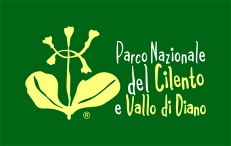 Parco Nazionale
del Cilento
e Vallo di Diano
®